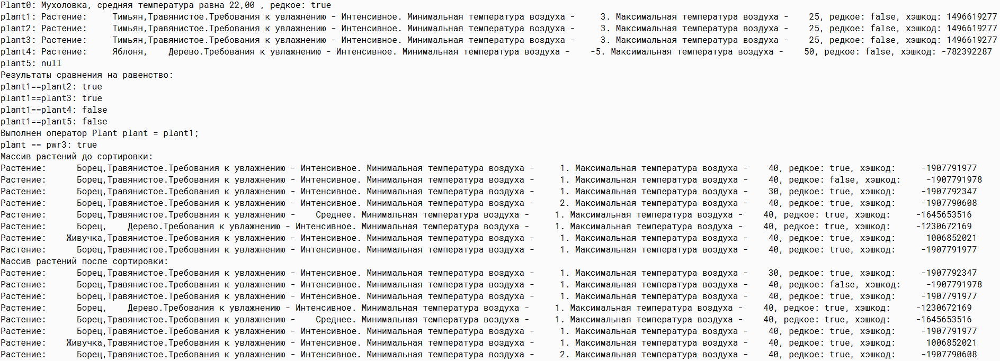 Plant0: Мухоловка, средняя температура равна 22,00 , редкое: true
plant1: Растение:     Тимьян,Травянистое.Требования к увлажнению - Интенсивное. Минимальная температура воздуха -     3. Максимальная температура воздуха -    25, редкое: false, хэшкод: 1496619277
plant2: Растение:     Тимьян,Травянистое.Требования к увлажнению - Интенсивное. Минимальная температура воздуха -     3. Максимальная температура воздуха -    25, редкое: false, хэшкод: 1496619277
plant3: Растение:     Тимьян,Травянистое.Требования к увлажнению - Интенсивное. Минимальная температура воздуха -     3. Максимальная температура воздуха -    25, редкое: false, хэшкод: 1496619277
plant4: Растение:     Яблоня,    Дерево.Требования к увлажнению - Интенсивное. Минимальная температура воздуха -    -5. Максимальная температура воздуха -    50, редкое: false, хэшкод: -782392287
plant5: null
Результаты сравнения на равенство:
plant1==plant2: true
plant1==plant3: true
plant1==plant4: false
plant1==plant5: false
Выполнен оператор Plant plant = plant1;
plant == pwr3: true
Массив растений до сортировки:
Растение:      Борец,Травянистое.Требования к увлажнению - Интенсивное. Минимальная температура воздуха -     1. Максимальная температура воздуха -    40, редкое: true, хэшкод:     -1907791977
Растение:      Борец,Травянистое.Требования к увлажнению - Интенсивное. Минимальная температура воздуха -     1. Максимальная температура воздуха -    40, редкое: false, хэшкод:     -1907791978
Растение:      Борец,Травянистое.Требования к увлажнению - Интенсивное. Минимальная температура воздуха -     1. Максимальная температура воздуха -    30, редкое: true, хэшкод:     -1907792347
Растение:      Борец,Травянистое.Требования к увлажнению - Интенсивное. Минимальная температура воздуха -     2. Максимальная температура воздуха -    40, редкое: true, хэшкод:     -1907790608
Растение:      Борец,Травянистое.Требования к увлажнению -    Среднее. Минимальная температура воздуха -     1. Максимальная температура воздуха -    40, редкое: true, хэшкод:     -1645653516
Растение:      Борец,    Дерево.Требования к увлажнению - Интенсивное. Минимальная температура воздуха -     1. Максимальная температура воздуха -    40, редкое: true, хэшкод:     -1230672169
Растение:    Живучка,Травянистое.Требования к увлажнению - Интенсивное. Минимальная температура воздуха -     1. Максимальная температура воздуха -    40, редкое: true, хэшкод:      1006852021
Растение:      Борец,Травянистое.Требования к увлажнению - Интенсивное. Минимальная температура воздуха -     1. Максимальная температура воздуха -    40, редкое: true, хэшкод:     -1907791977
Массив растений после сортировки:
Растение:      Борец,Травянистое.Требования к увлажнению - Интенсивное. Минимальная температура воздуха -     1. Максимальная температура воздуха -    30, редкое: true, хэшкод:     -1907792347
Растение:      Борец,Травянистое.Требования к увлажнению - Интенсивное. Минимальная температура воздуха -     1. Максимальная температура воздуха -    40, редкое: false, хэшкод:     -1907791978
Растение:      Борец,Травянистое.Требования к увлажнению - Интенсивное. Минимальная температура воздуха -     1. Максимальная температура воздуха -    40, редкое: true, хэшкод:     -1907791977
Растение:      Борец,    Дерево.Требования к увлажнению - Интенсивное. Минимальная температура воздуха -     1. Максимальная температура воздуха -    40, редкое: true, хэшкод:     -1230672169
Растение:      Борец,Травянистое.Требования к увлажнению -    Среднее. Минимальная температура воздуха -     1. Максимальная температура воздуха -    40, редкое: true, хэшкод:     -1645653516
Растение:      Борец,Травянистое.Требования к увлажнению - Интенсивное. Минимальная температура воздуха -     1. Максимальная температура воздуха -    40, редкое: true, хэшкод:     -1907791977
Растение:    Живучка,Травянистое.Требования к увлажнению - Интенсивное. Минимальная температура воздуха -     1. Максимальная температура воздуха -    40, редкое: true, хэшкод:      1006852021
Растение:      Борец,Травянистое.Требования к увлажнению - Интенсивное. Минимальная температура воздуха -     2. Максимальная температура воздуха -    40, редкое: true, хэшкод:     -1907790608